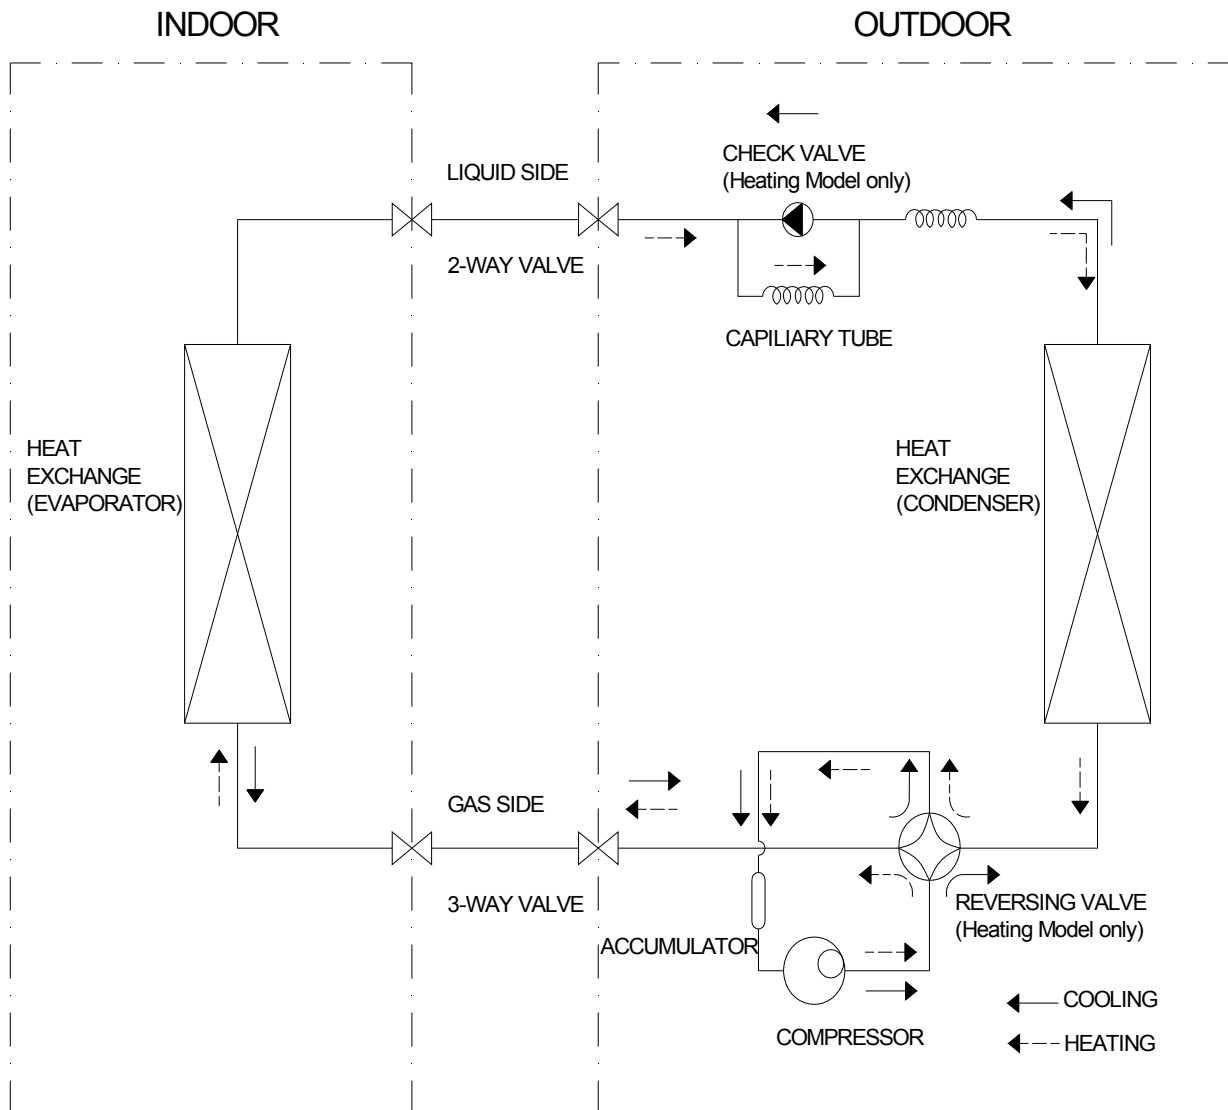 INDOOR
OUTDOOR
CHECK VALVE
(Heating Model only)
LIQUID SIDE
2-WAY VALVE
CAPILIARY TUBE
HEAT
EXCHANGE
(EVAPORATOR)
HEAT
EXCHANGE
(CONDENSER)
GAS SIDE
3-WAY VALVE
REVERSING VALVE
(Heating Model only)
ACCUMULATOR
COMPRESSOR
COOLING
HEATING